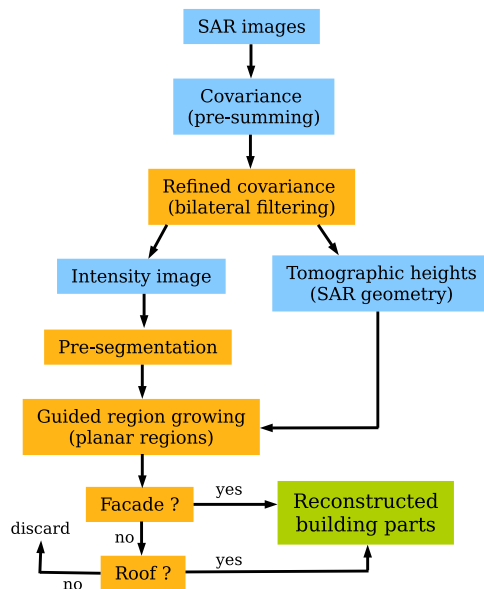 SAR images
Covariance
(pre-summing)
Refined covariance
(bilateral filtering)
Intensity image
Tomographic heights
(SAR geometry)
Pre-segmentation
Guided region growing
(planar regions)
Facade ?
yes
Reconstructed
building parts
no
discard
Roof ?
yes
no